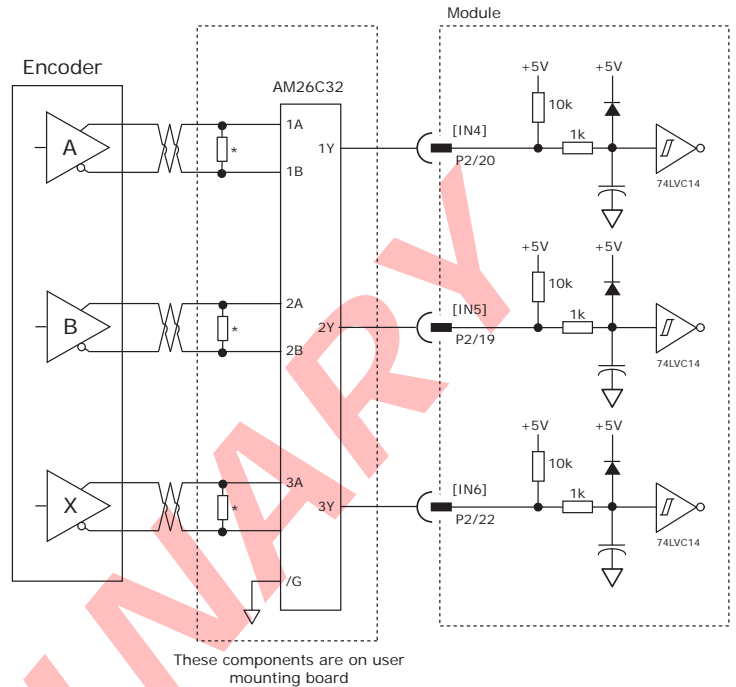 Module
Encoder
AM26C32
+5V
+5V
10k
[IN4]
1k
A
*
1A
1Y
1B
P2/20
74LVC14
+5V
+5V
10k
[IN5]
1k
B
*
2A
2Y
2B
P2/19
74LVC14
+5V
+5V
10k
[IN6]
1k
X
*
3A
3Y
P2/22
74LVC14
/G
These components are on user
mounting board
INARY